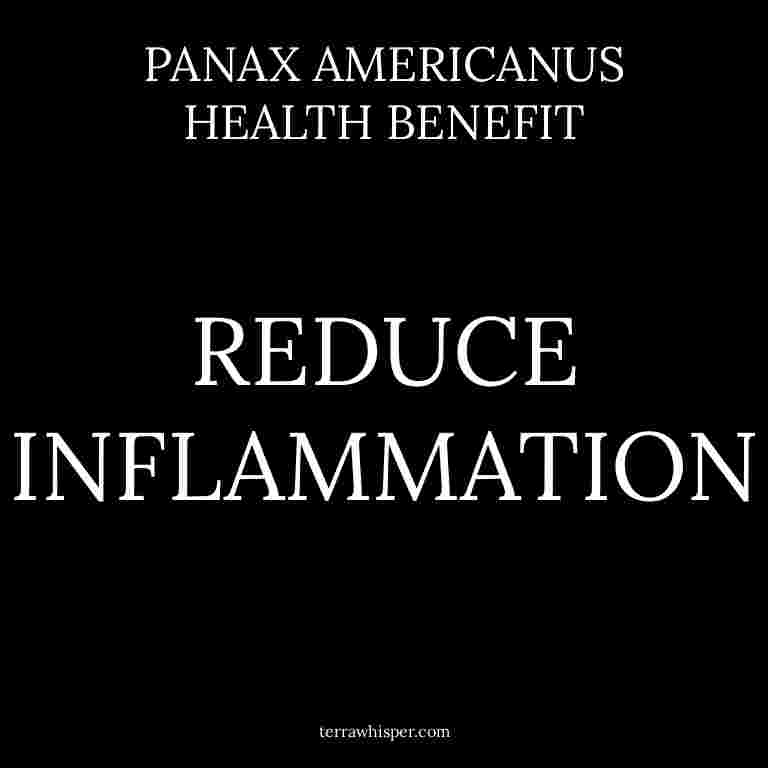 PANAX AMERICANUS
HEALTH BENEFIT
REDUCE
INFLAMMATION
terrawhisper.com